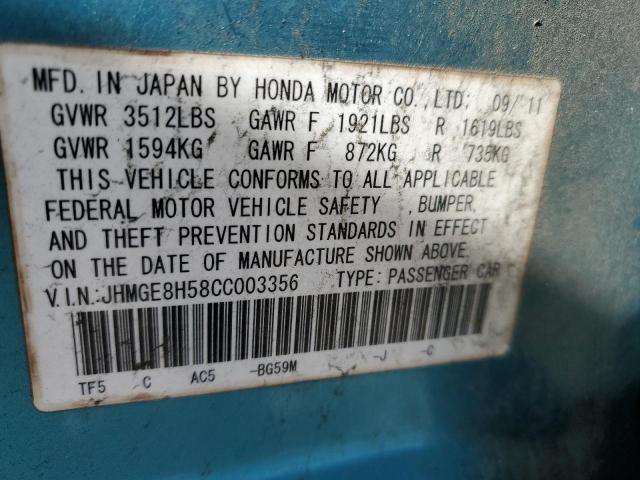 MFD. IN JAPAN BY HONDA MOTOR CO.,LTD; 09/11
GVWR 3512LBS GAWR F 1921LBS R 1619LBS
GVWR 1594KG GAWR F 872KG R 735KG
THIS VEHICLE CONFORMS TO ALL APPLICABLE
FEDERAL MOTOR VEHICLE SAFETY ,BUMPER,
AND THEFT PREVENTION STANDARDS IN EFFECT
ON THE DATE OF MANUFACTURE SHOWN ABOVE.
V.I.N.:JHMGE8H58CC003356 TYPE: PASSENGER CAR
TF5 C AC5 -BG59M -J -C